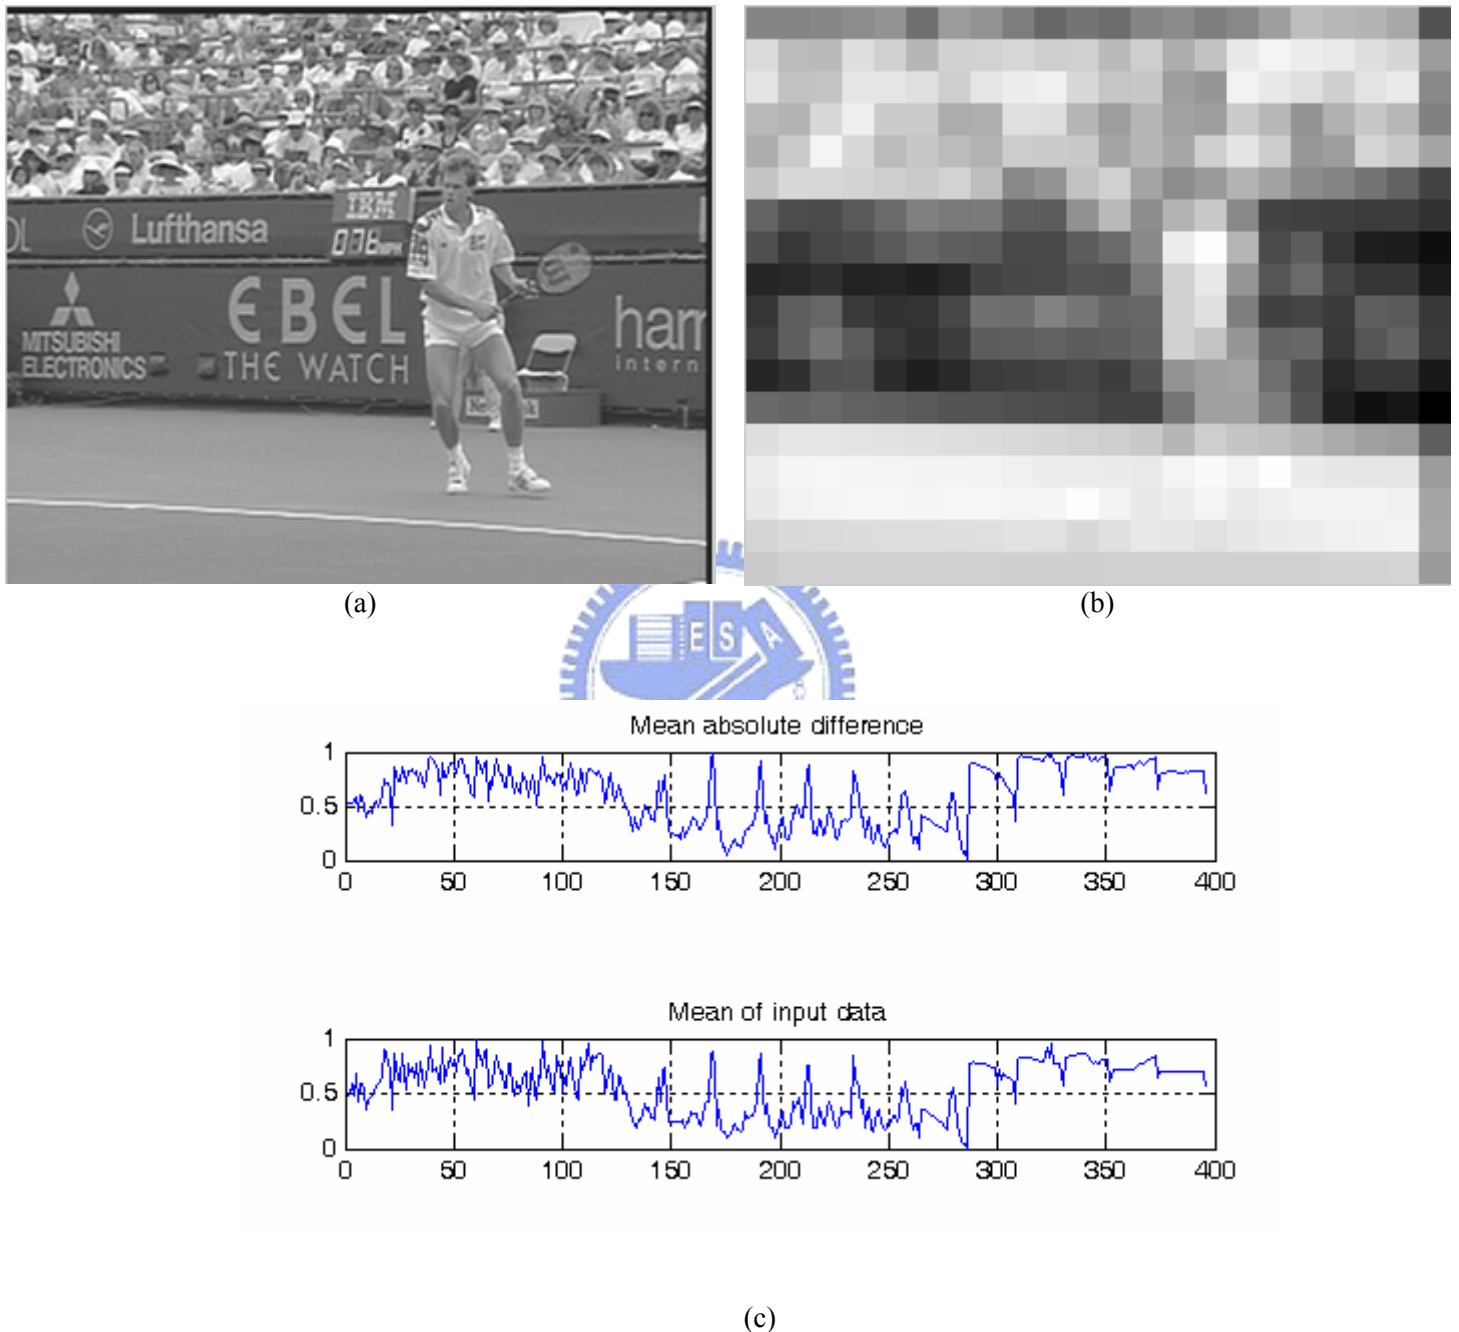 OL
Lufthansa
IBM
076 MPH
EBEL
THE WATCH
MITSUBISHI
ELECTRONICS
harr
intern
(a)
(b)
E S A
Mean absolute difference
1
0.5
0
0 50 100 150 200 250 300 350 400
Mean of input data
1
0.5
0
0 50 100 150 200 250 300 350 400
(c)